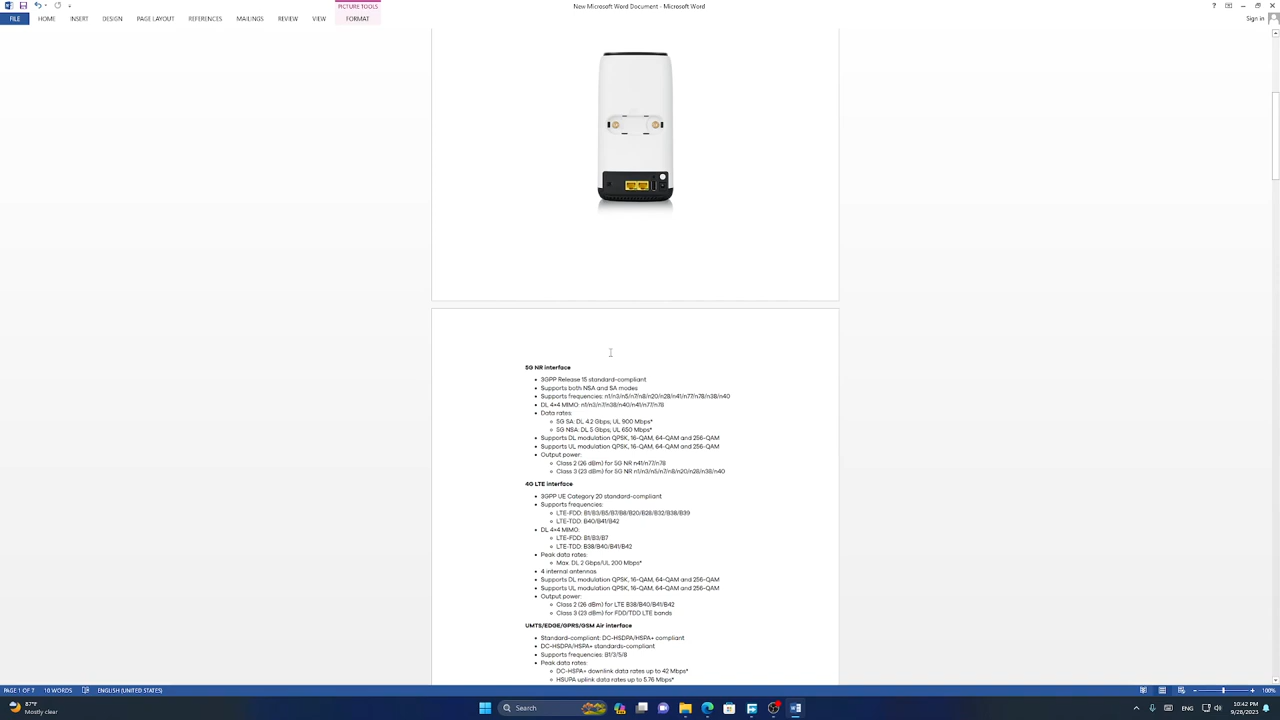 New Microsoft Word Document - Microsoft Word
PICTURE TOOLS
Sign in
FILE HOME INSERT DESIGN PAGE LAYOUT REFERENCES MAILINGS REVIEW VIEW FORMAT
5G NR interface
• 3GPP Release 15 standard-compliant
• Supports both NSA and SA modes
• Supports frequencies: n1/n3/n5/n7/n8/n20/n28/n41/n77/n78/n38/n40
• DL 4×4 MIMO: n1/n3/n7/n38/n40/n41/n77/n78
• Data rates:
○ 5G SA: DL 4.2 Gbps; UL 900 Mbps*
○ 5G NSA: DL 5 Gbps; UL 650 Mbps*
• Supports DL modulation QPSK, 16-QAM, 64-QAM and 256-QAM
• Supports UL modulation QPSK, 16-QAM, 64-QAM and 256-QAM
• Output power:
○ Class 2 (26 dBm) for 5G NR n41/n77/n78
○ Class 3 (23 dBm) for 5G NR n1/n3/n5/n7/n8/n20/n28/n38/n40
4G LTE interface
• 3GPP UE Category 20 standard-compliant
• Supports frequencies:
○ LTE-FDD: B1/B3/B5/B7/B8/B20/B28/B32/B38/B39
○ LTE-TDD: B40/B41/B42
• DL 4×4 MIMO:
○ LTE-FDD: B1/B3/B7
○ LTE-TDD: B38/B40/B41/B42
• Peak data rates:
○ Max. DL 2 Gbps/UL 200 Mbps*
• 4 internal antennas
• Supports DL modulation QPSK, 16-QAM, 64-QAM and 256-QAM
• Supports UL modulation QPSK, 16-QAM, 64-QAM and 256-QAM
• Output power:
○ Class 2 (26 dBm) for LTE B38/B40/B41/B42
○ Class 3 (23 dBm) for FDD/TDD LTE bands
UMTS/EDGE/GPRS/GSM Air interface
• Standard-compliant: DC-HSDPA/HSPA+ compliant
• DC-HSDPA/HSPA+ standards-compliant
• Supports frequencies: B1/3/5/8
• Peak data rates:
○ DC-HSPA+ downlink data rates up to 42 Mbps*
○ HSUPA uplink data rates up to 5.76 Mbps*
PAGE 1 OF 7 10 WORDS ENGLISH (UNITED STATES) 100%
87°F
Mostly clear
Search
ENG
10:42 PM
9/28/2023